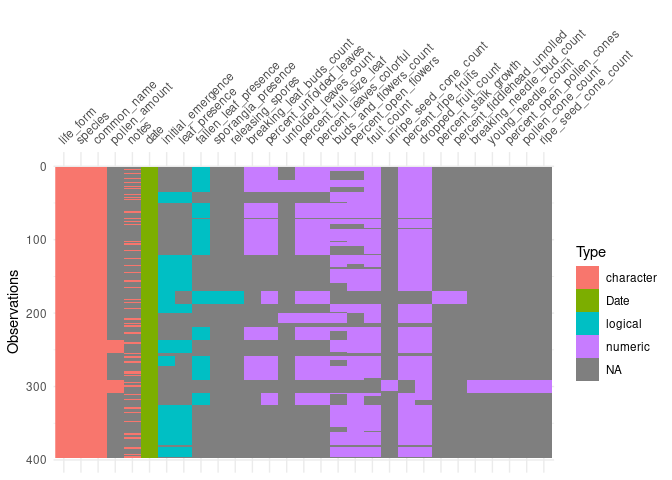 life_form
species
common_name
pollen_amount
notes
date
initial_emergence
leaf_presence
fallen_leaf_presence
sporangia_presence
releasing_spores
breaking_leaf_buds_count
percent_unfolded_leaves
unfolded_leaves_count
percent_full_size_leaf
percent_leaves_colorful
buds_and_flowers_count
percent_open_flowers
fruit_count
unripe_seed_cone_count
percent_ripe_fruits
dropped_fruit_count
percent_stalk_growth
percent_fiddlehead_unrolled
breaking_needle_bud_count
young_needle_count
percent_open_pollen_cones
pollen_cone_count
ripe_seed_cone_count
0
100
200
300
400
Observations
Type
character
Date
logical
numeric
NA